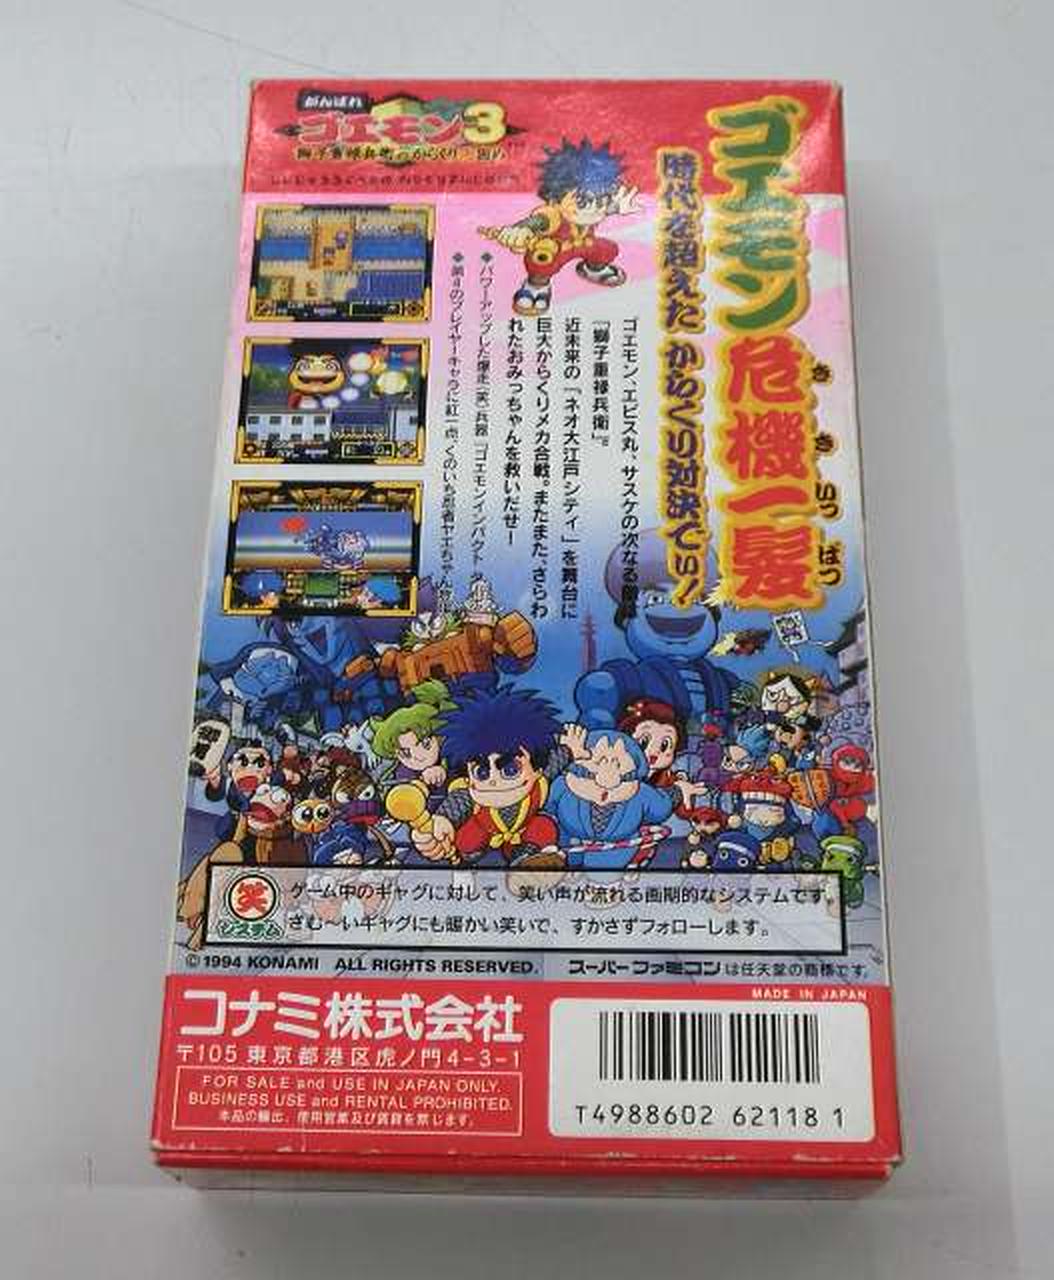 がんばれ
ゴエモン3
獅子重禄兵衛のからくり卍固め
ゴエモン危機一髪
き
き
いっ
ぱつ
時代を超えた からくり対決でぃ!
ゴエモン、エビス丸、サスケの次なる敵は
『獅子重禄兵衛』。
近未来の『ネオ大江戸シティ』を舞台に
巨大からくりメカ合戦。またまた、さらわ
れたおみっちゃんを救いだせー!
◆パワーアップした爆走(笑)兵器『ゴエモンインパクト
◆第4のプレイヤーキャラに紅一点、くのいち忍者ヤエちゃん
御用
笑
システム
ゲーム中のギャグに対して、笑い声が流れる画期的なシステムです。
さむ〜いギャグにも暖かい笑いで、すかさずフォローします。
©1994 KONAMI ALL RIGHTS RESERVED.
スーパーファミコンは任天堂の商標です。
MADE IN JAPAN
コナミ株式会社
〒105 東京都港区虎ノ門4-3-1
FOR SALE and USE IN JAPAN ONLY.
BUSINESS USE and RENTAL PROHIBITED.
本品の輸出、使用営業及び賃貸を禁じます。
T4988602 62118 1